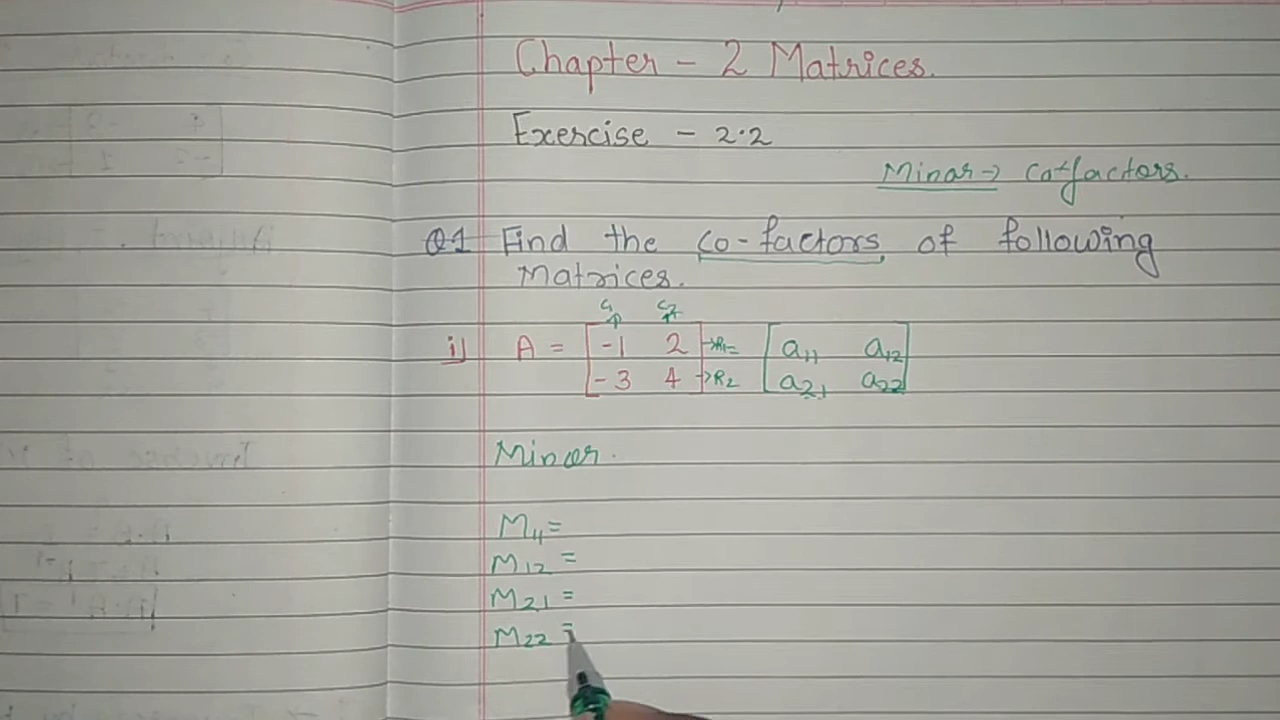 Chapter - 2 Matrices.
Exercise - 2.2
Minor → Co-factors.
Q1 Find the co-factors of following
Matrices.
C1 C2
i) A = [ -1 2 ] → R1 = [ a11 a12 ]
[ -3 4 ] → R2 [ a21 a22 ]
Minor.
M11 =
M12 =
M21 =
M22 =